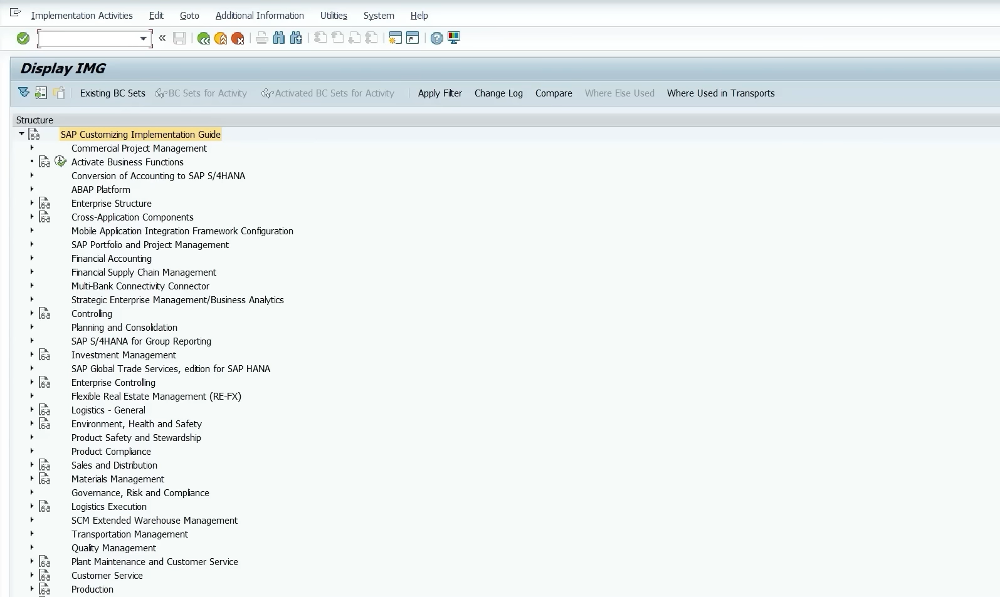 Implementation Activities Edit Goto Additional Information Utilities System Help
Display IMG
Existing BC Sets BC Sets for Activity Activated BC Sets for Activity Apply Filter Change Log Compare Where Else Used Where Used in Transports
Structure
SAP Customizing Implementation Guide
Commercial Project Management
Activate Business Functions
Conversion of Accounting to SAP S/4HANA
ABAP Platform
Enterprise Structure
Cross-Application Components
Mobile Application Integration Framework Configuration
SAP Portfolio and Project Management
Financial Accounting
Financial Supply Chain Management
Multi-Bank Connectivity Connector
Strategic Enterprise Management/Business Analytics
Controlling
Planning and Consolidation
SAP S/4HANA for Group Reporting
Investment Management
SAP Global Trade Services, edition for SAP HANA
Enterprise Controlling
Flexible Real Estate Management (RE-FX)
Logistics - General
Environment, Health and Safety
Product Safety and Stewardship
Product Compliance
Sales and Distribution
Materials Management
Governance, Risk and Compliance
Logistics Execution
SCM Extended Warehouse Management
Transportation Management
Quality Management
Plant Maintenance and Customer Service
Customer Service
Production